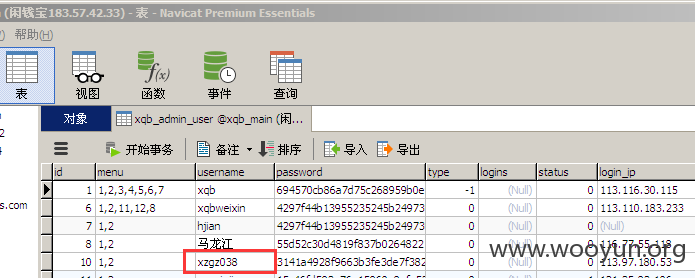 (闲钱宝183.57.42.33) - 表 - Navicat Premium Essentials
帮助(H)
表 视图 函数 事件 查询
对象 xqb_admin_user @xqb_main (闲...
开始事务 备注 排序 导入 导出
id menu username password type logins status login_ip
1 1,2,3,4,5,6,7 xqb 694570cb86a7d75c268959b0e -1 (Null) 0 113.116.30.115
6 1,2,11,12,8 xqbweixin 4297f44b13955235245b24973 0 (Null) 0 113.110.183.233
7 1,2 hjian 4297f44b13955235245b24973 0 (Null) 0 (Null)
8 1,2 马龙江 55d52c30d4819f837b0264822 0 (Null) 0 116.77.55.118
10 1,2 xzgz038 3141a4928f9663b3fe3de7f382 0 (Null) 0 113.97.180.53
www.wooyun.org